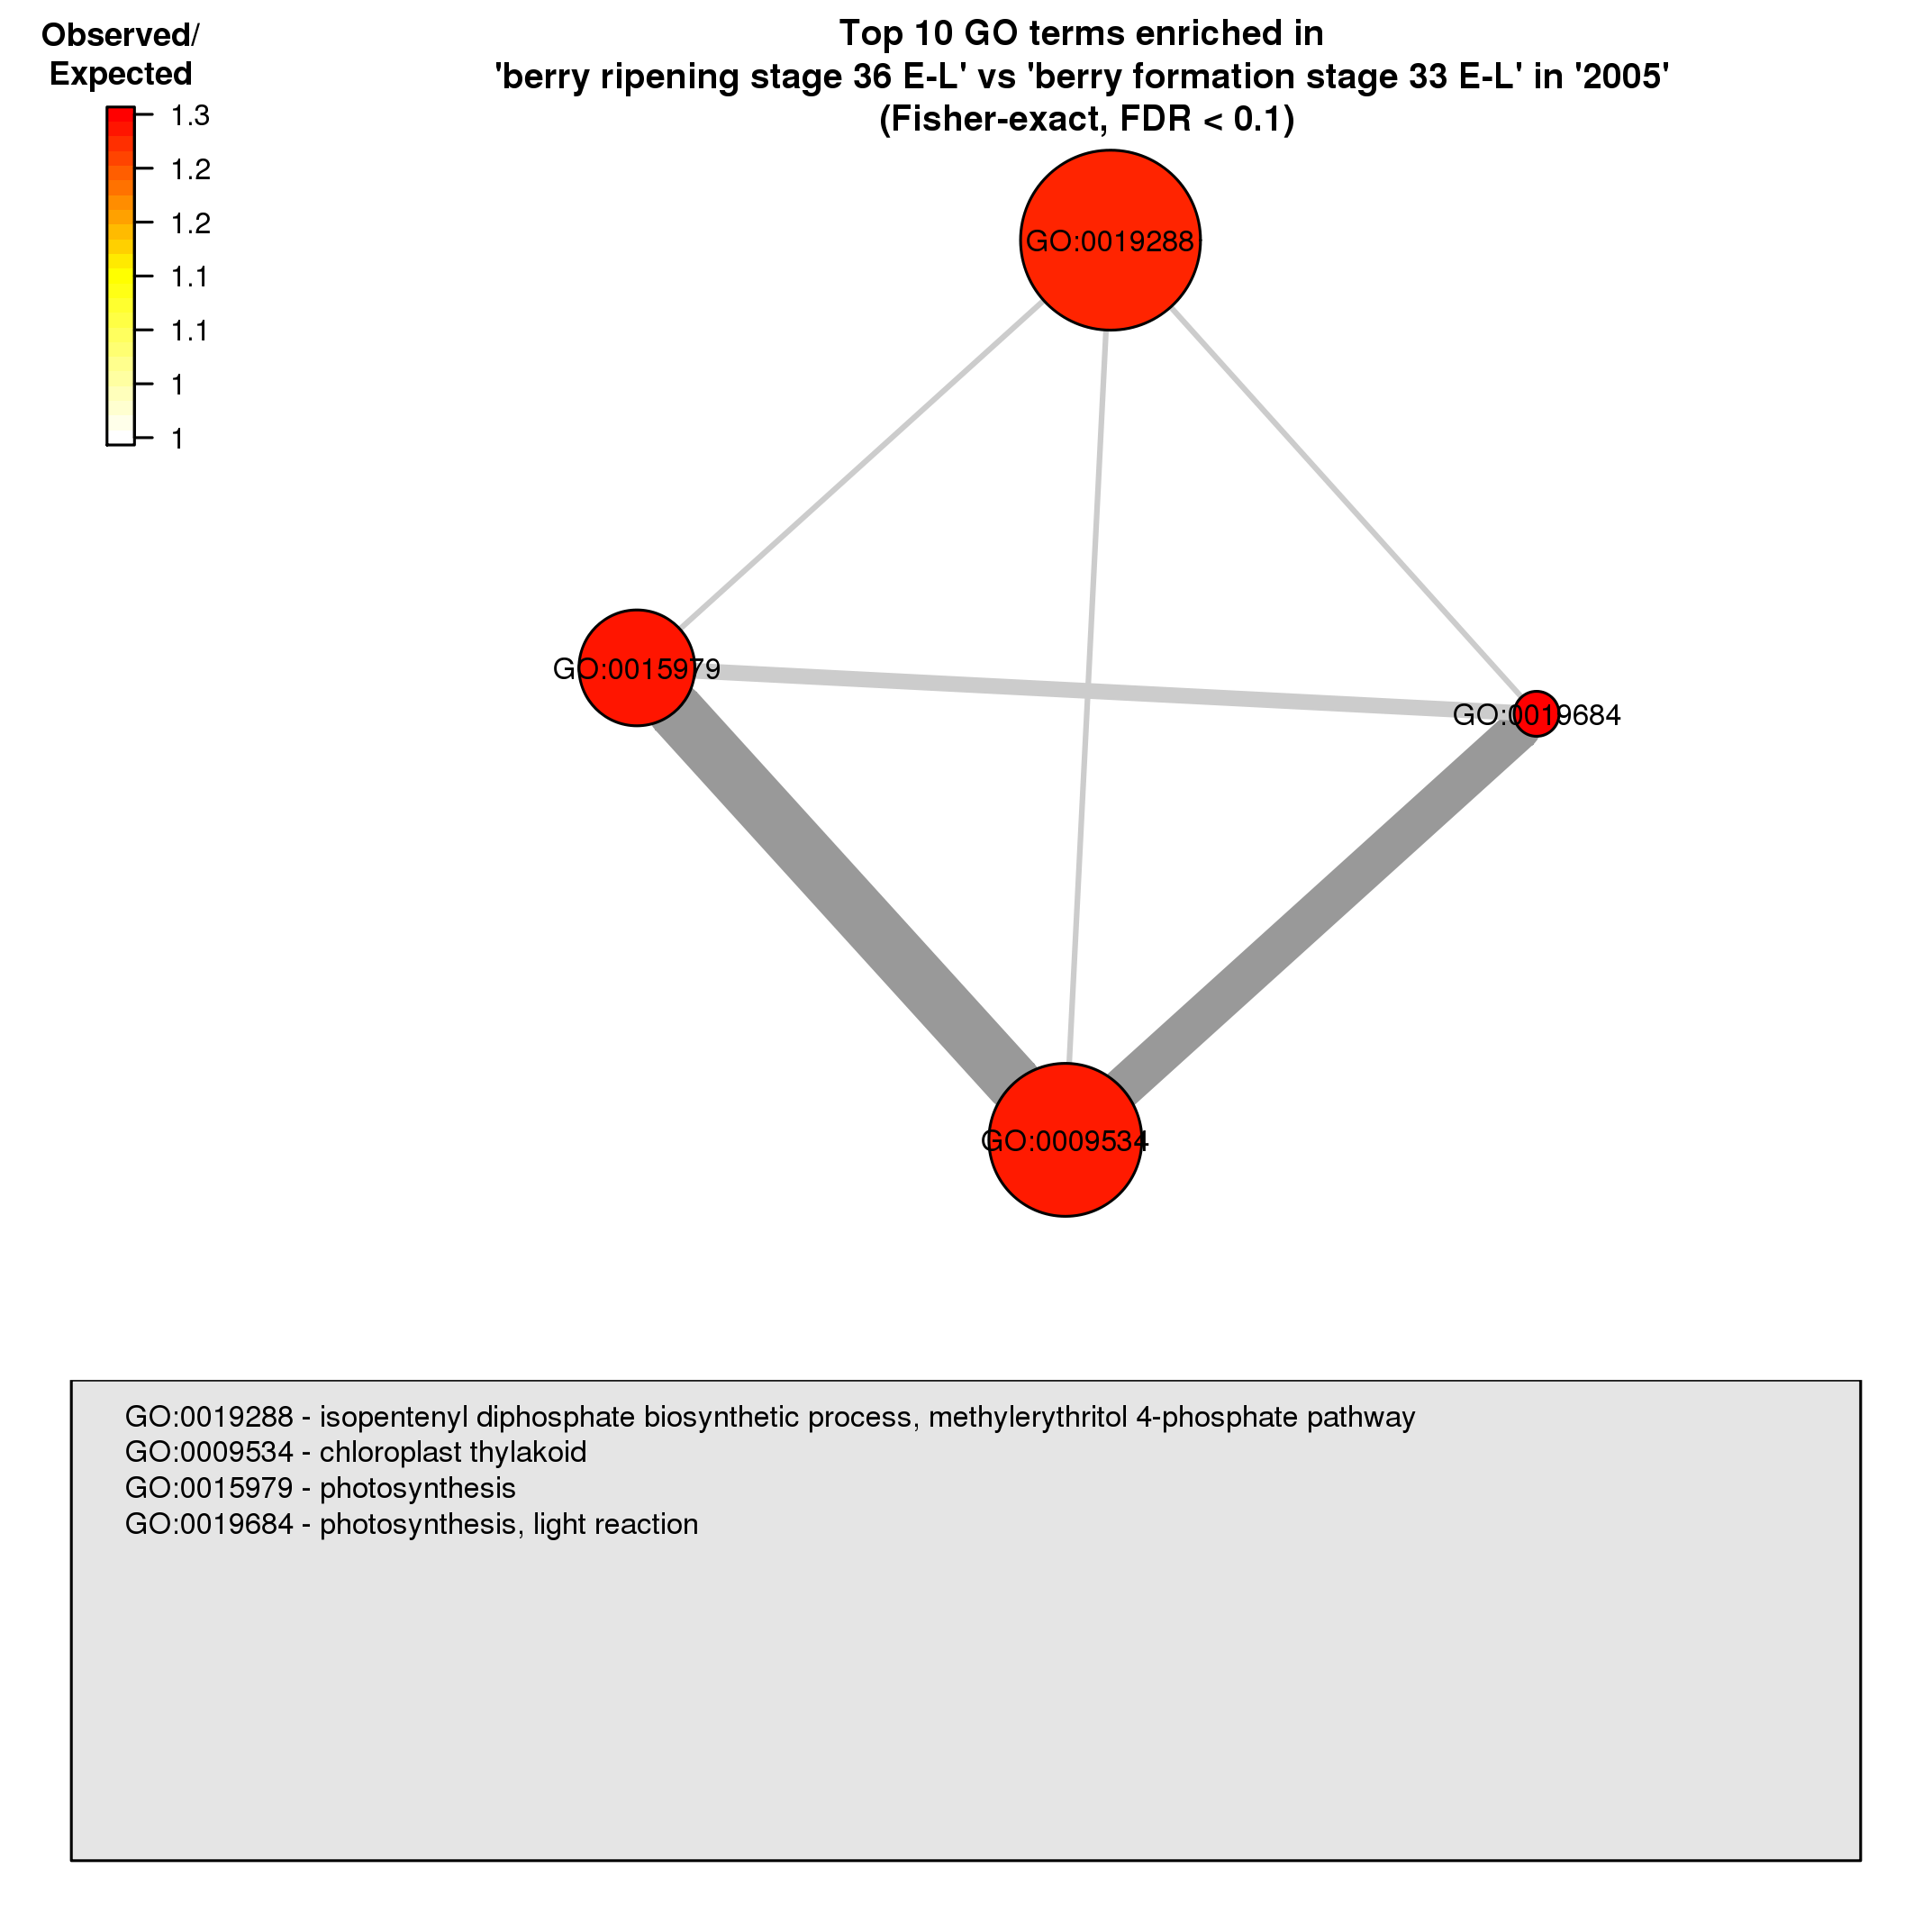 Observed/
Expected
1.3
1.2
1.2
1.1
1.1
1
1
Top 10 GO terms enriched in
'berry ripening stage 36 E-L' vs 'berry formation stage 33 E-L' in '2005'
(Fisher-exact, FDR < 0.1)
GO:0019288
GO:0015979
GO:0019684
GO:0009534
GO:0019288 - isopentenyl diphosphate biosynthetic process, methylerythritol 4-phosphate pathway
GO:0009534 - chloroplast thylakoid
GO:0015979 - photosynthesis
GO:0019684 - photosynthesis, light reaction